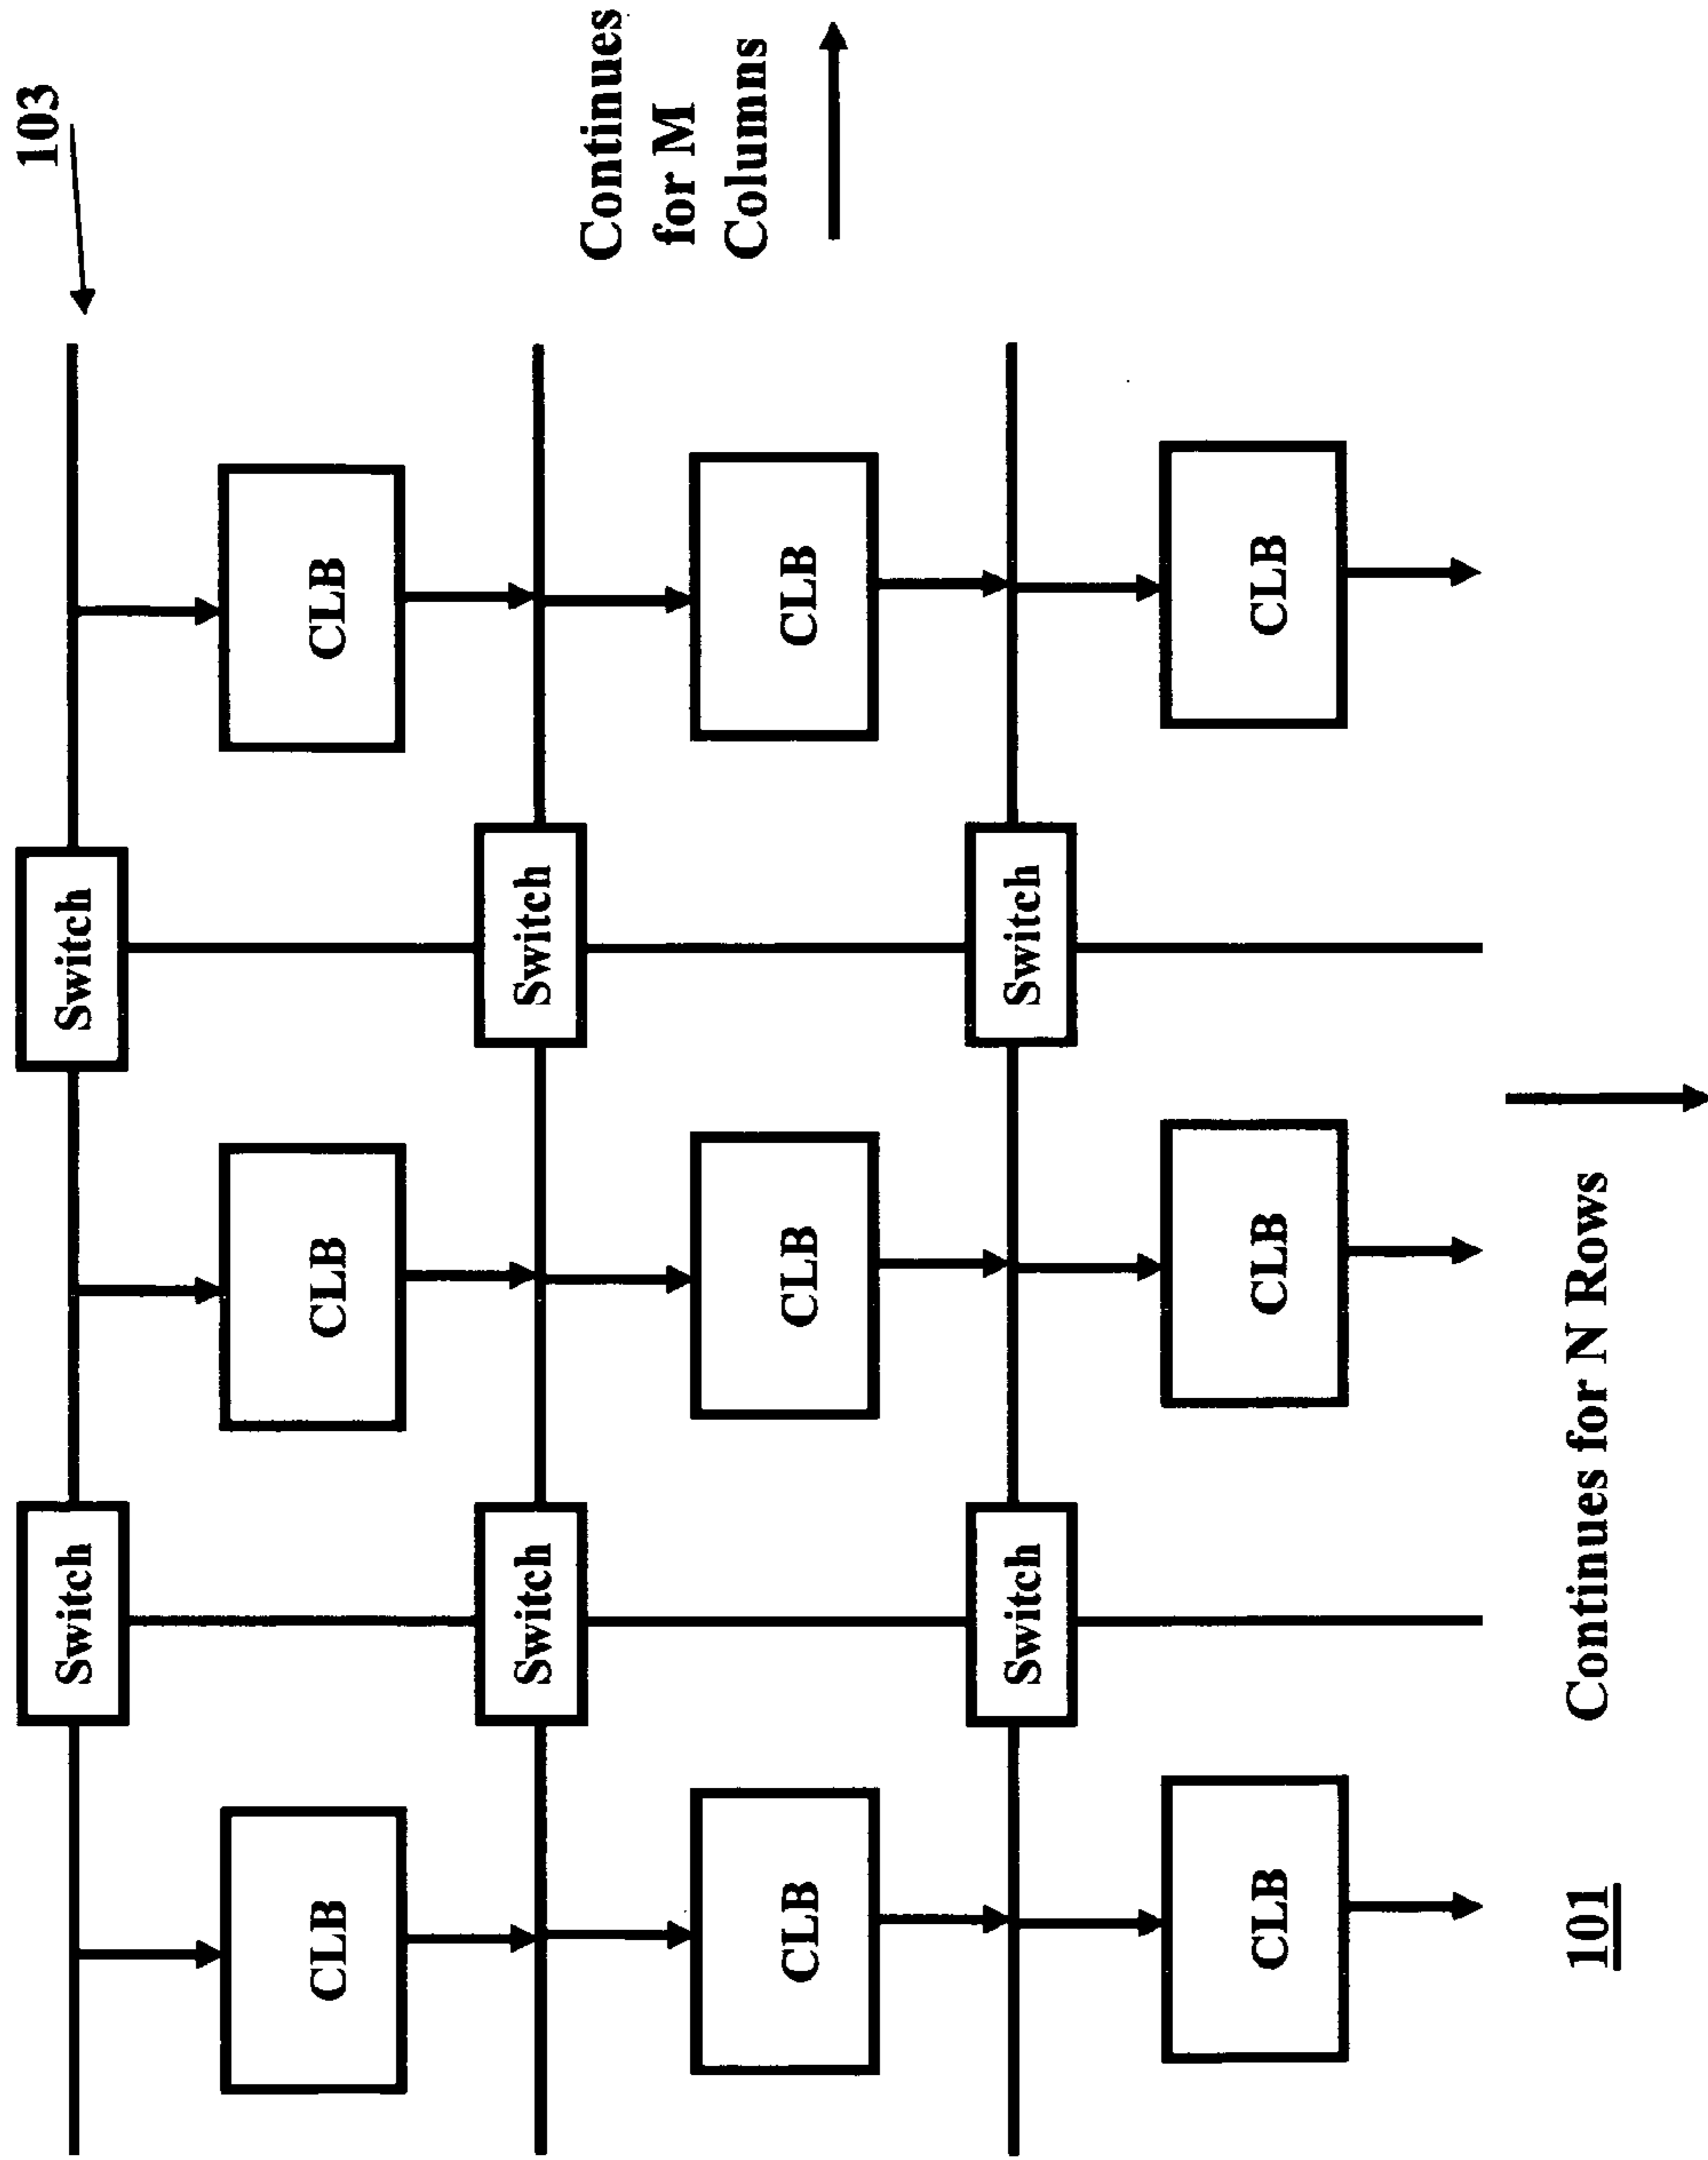 103
Switch
Switch
CLB
CLB
CLB
Switch
Switch
Continues
for M
Columns
CLB
CLB
CLB
Switch
Switch
CLB
CLB
CLB
101
Continues for N Rows